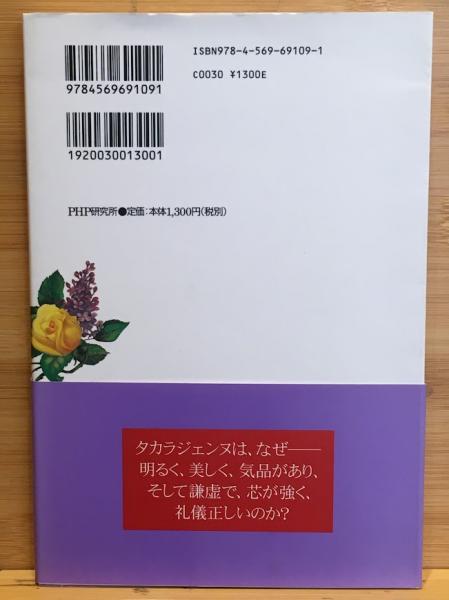 ISBN978-4-569-69109-1
C0030 ¥1300E
9784569691091
1920030013001
PHP研究所●定価:本体1,300円(税別)
タカラジェンヌは、なぜ――
明るく、美しく、気品があり、
そして謙虚で、芯が強く、
礼儀正しいのか?